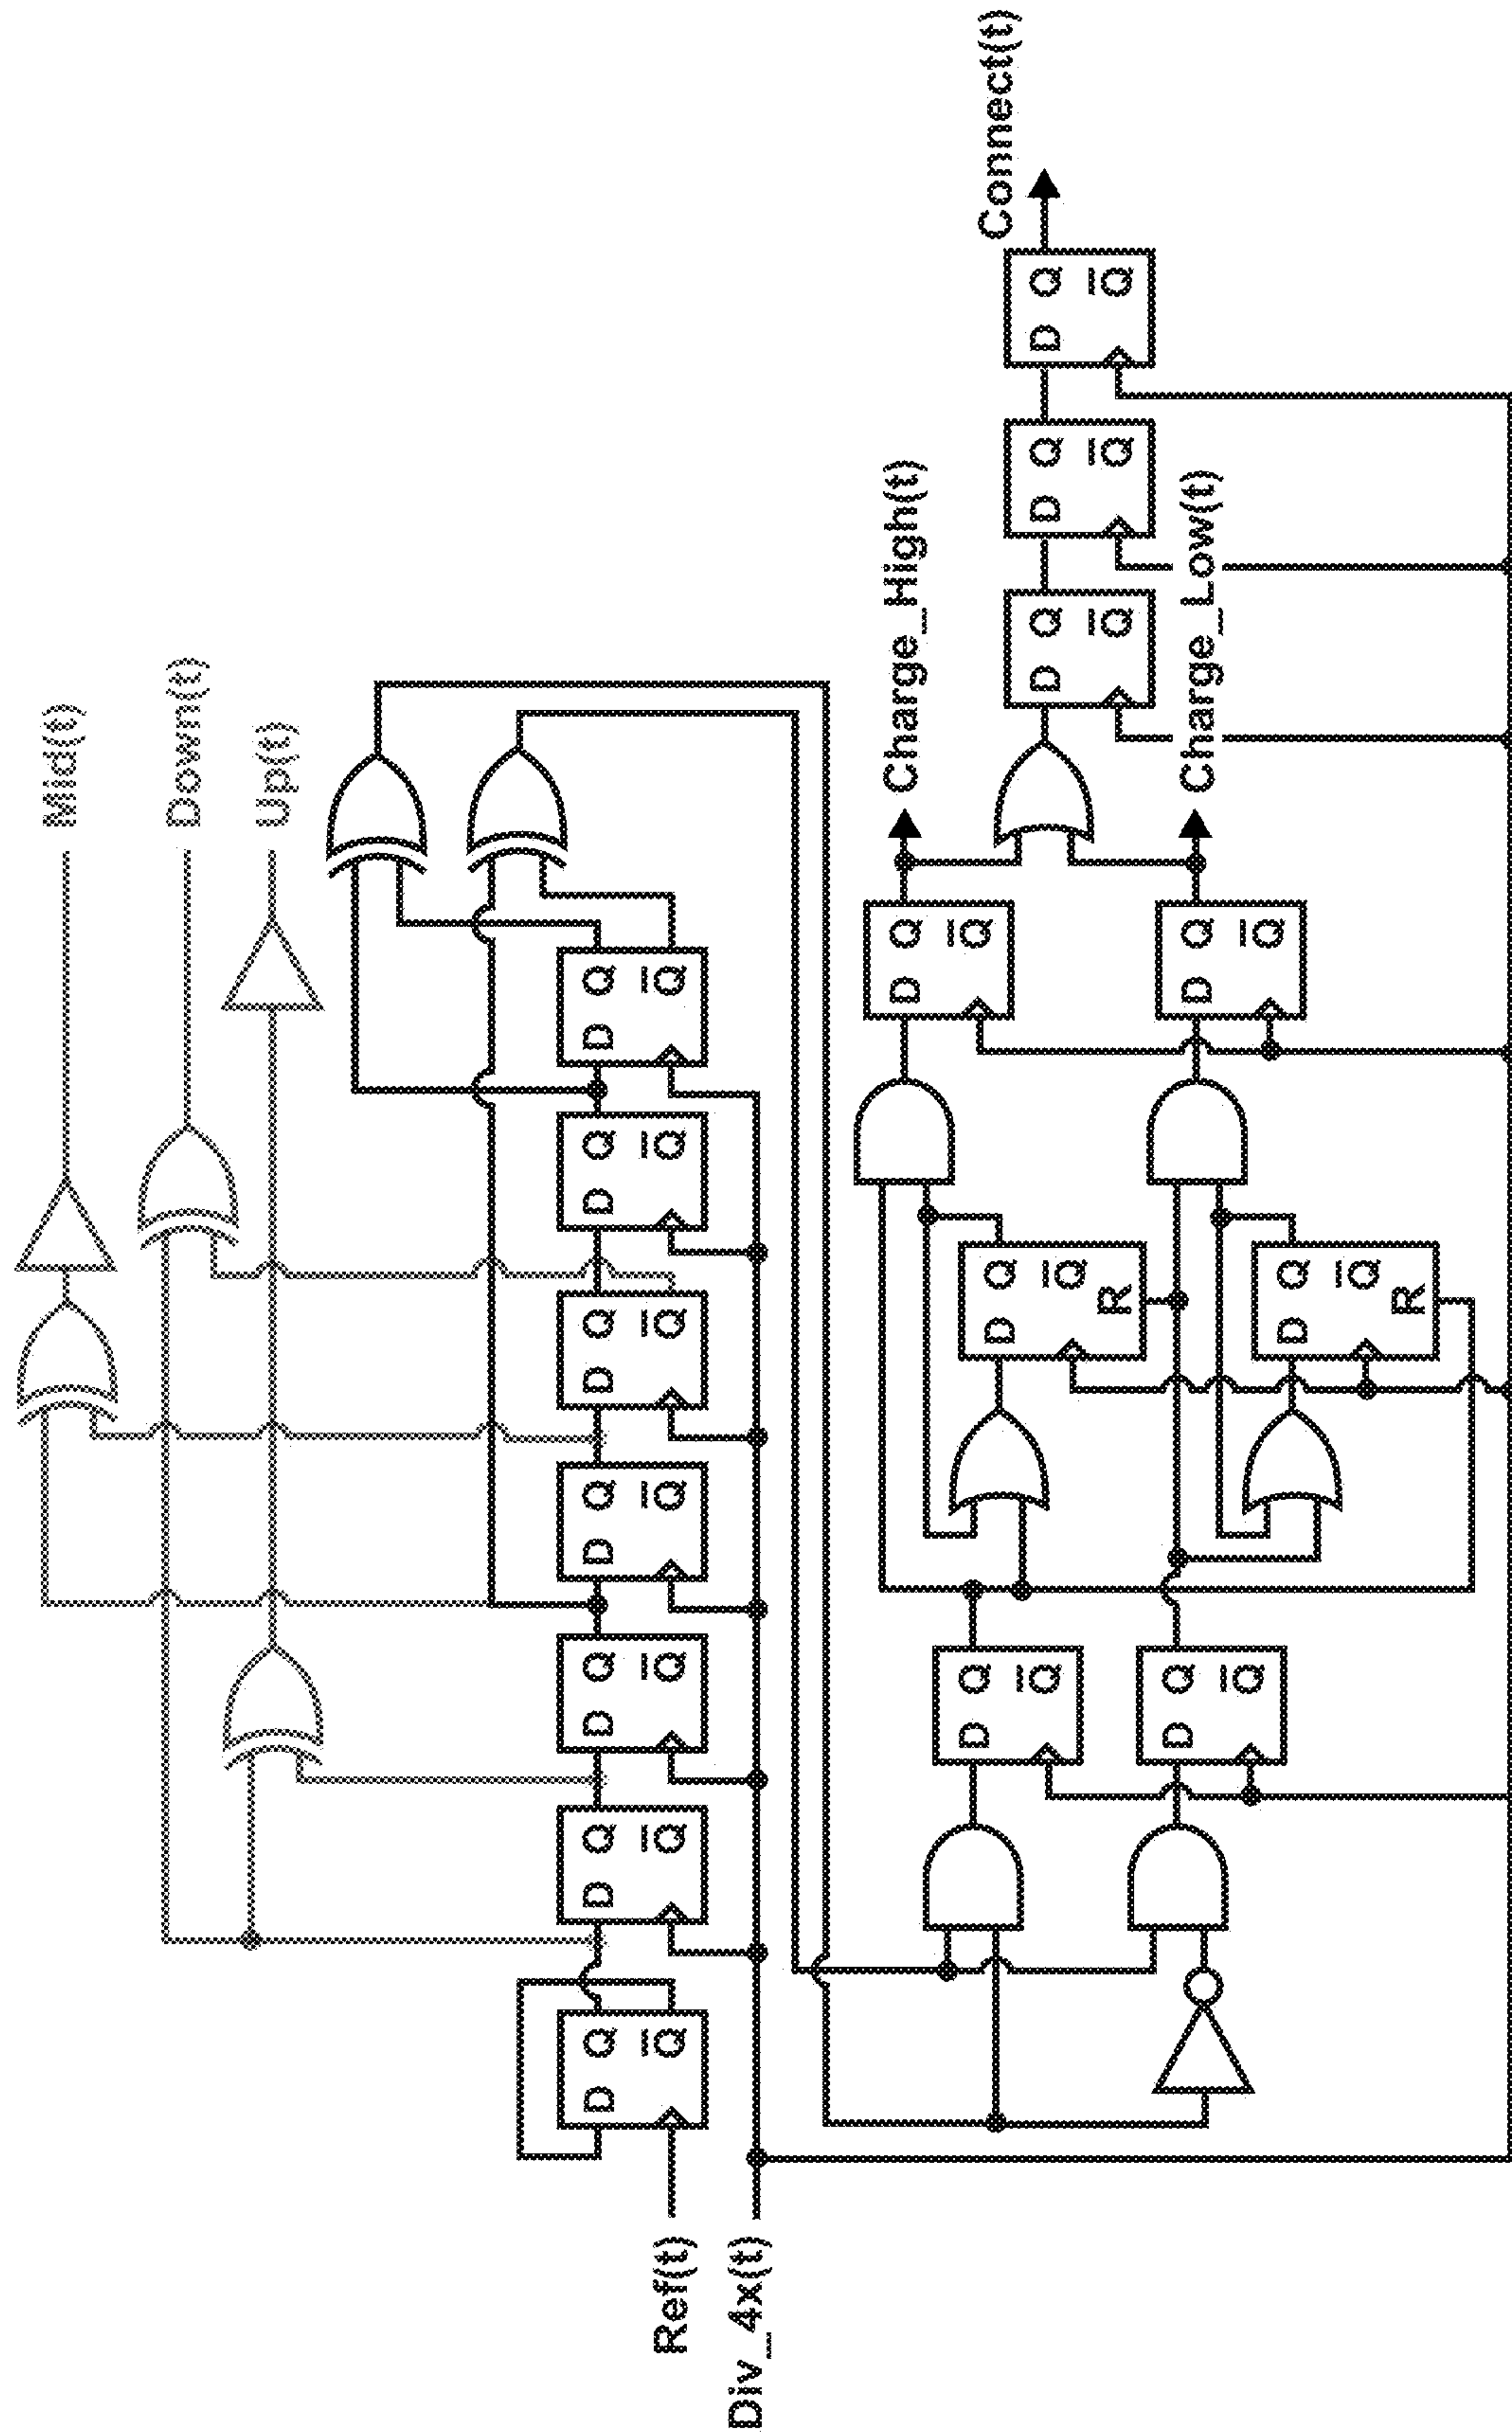 Mid(t)
Down(t)
Up(t)
D Q
Q̅
D Q
Q̅
D Q
Q̅
D Q
Q̅
D Q
Q̅
D Q
Q̅
D Q
Q̅
Ref(t)
Div_4x(t)
D Q
Q̅
D Q
Q̅
D Q
Q̅
R
D Q
Q̅
R
D Q
Q̅
Charge_High(t)
D Q
Q̅
Charge_Low(t)
D Q
Q̅
D Q
Q̅
D Q
Q̅
Connect(t)